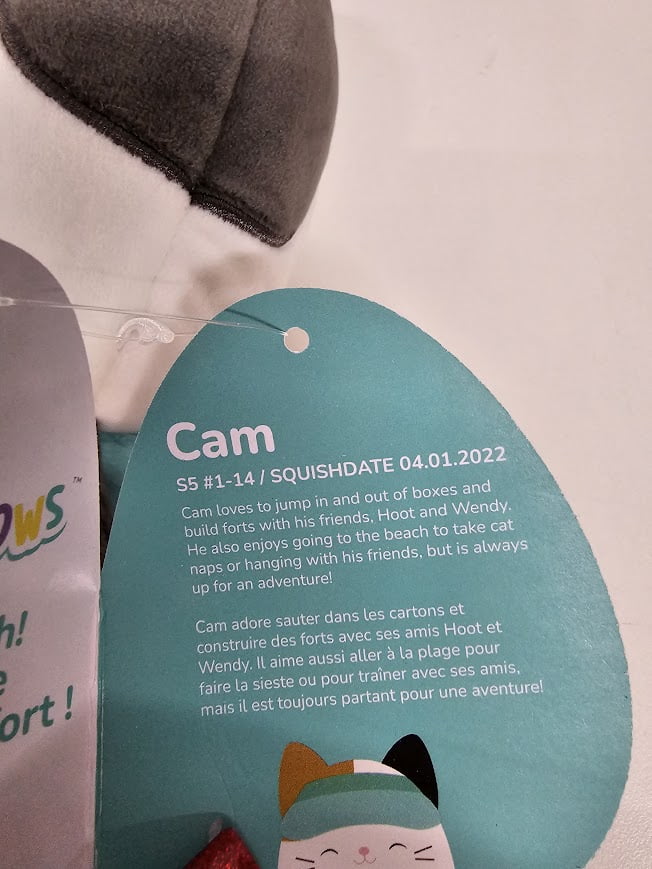 Cam
S5 #1-14 / SQUISHDATE 04.01.2022
Cam loves to jump in and out of boxes and
build forts with his friends, Hoot and Wendy.
He also enjoys going to the beach to take cat
naps or hanging with his friends, but is always
up for an adventure!
Cam adore sauter dans les cartons et
construire des forts avec ses amis Hoot et
Wendy. Il aime aussi aller à la plage pour
faire la sieste ou pour traîner avec ses amis,
mais il est toujours partant pour une aventure!